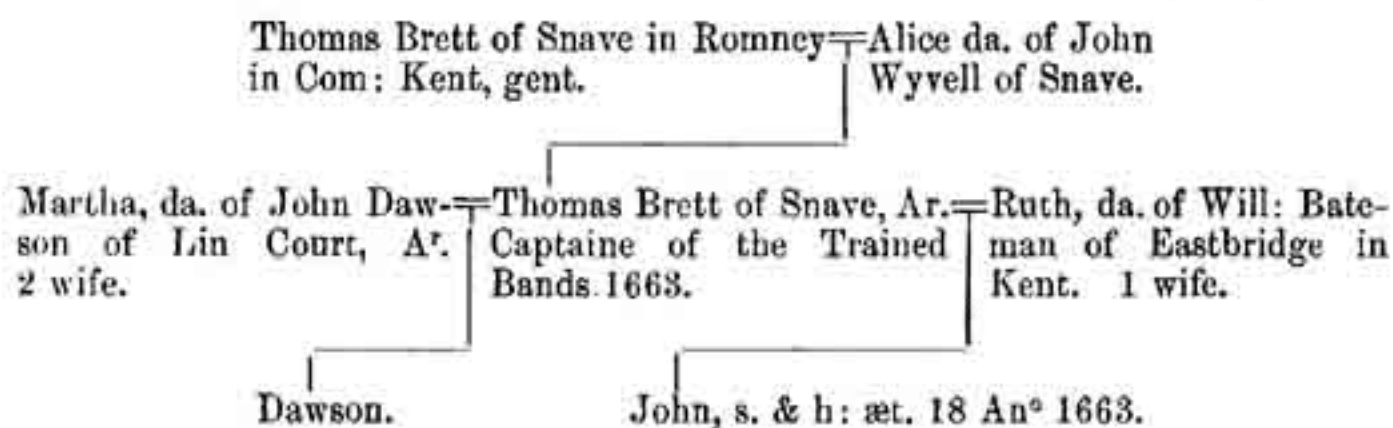 Thomas Brett of Snave in Romney=Alice da. of John
in Com: Kent, gent.
Wyvell of Snave.
Martha, da. of John Daw-=Thomas Brett of Snave, Ar.=Ruth, da. of Will: Bate-
son of Lin Court, Aʳ.
Captaine of the Trained
man of Eastbridge in
2 wife.
Bands 1663.
Kent. 1 wife.
Dawson.
John, s. & h: æt. 18 Anº 1663.